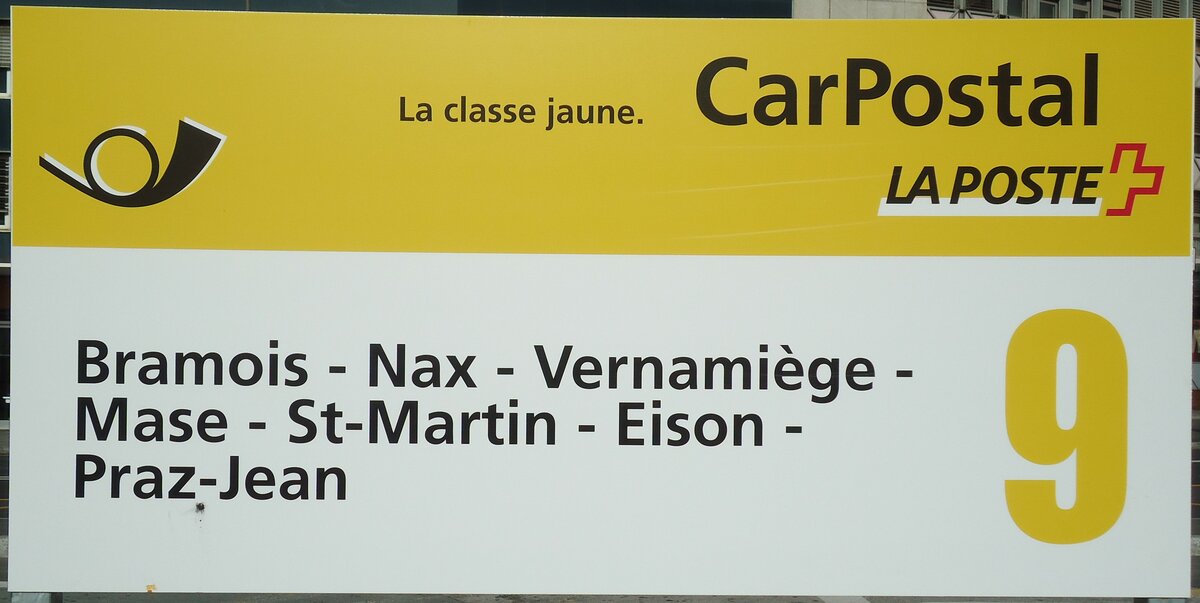 La classe jaune.
CarPostal
LA POSTE
Bramois - Nax - Vernamiège -
Mase - St-Martin - Eison -
Praz-Jean
9